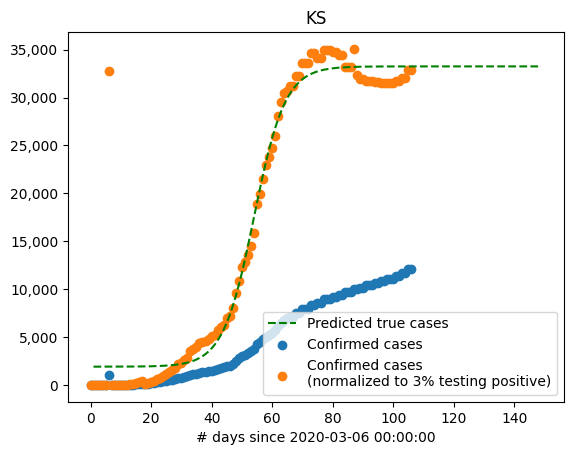 KS
35,000
30,000
25,000
20,000
15,000
10,000
5,000
0
Predicted true cases
Confirmed cases
Confirmed cases
(normalized to 3% testing positive)
0 20 40 60 80 100 120 140
# days since 2020-03-06 00:00:00